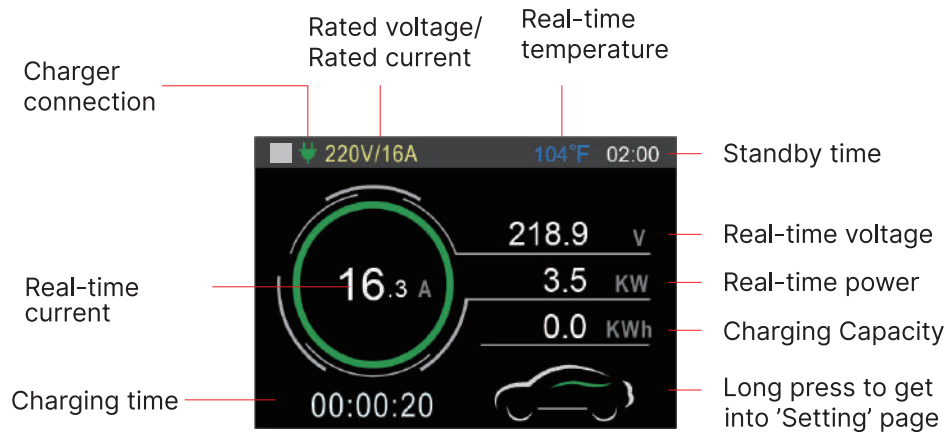 Rated voltage/
Rated current
Real-time
temperature
Charger
connection
220V/16A
104°F
02:00
Standby time
218.9 V
Real-time voltage
16.3 A
3.5 KW
Real-time power
Real-time
current
0.0 KWh
Charging Capacity
Charging time
00:00:20
Long press to get
into 'Setting' page